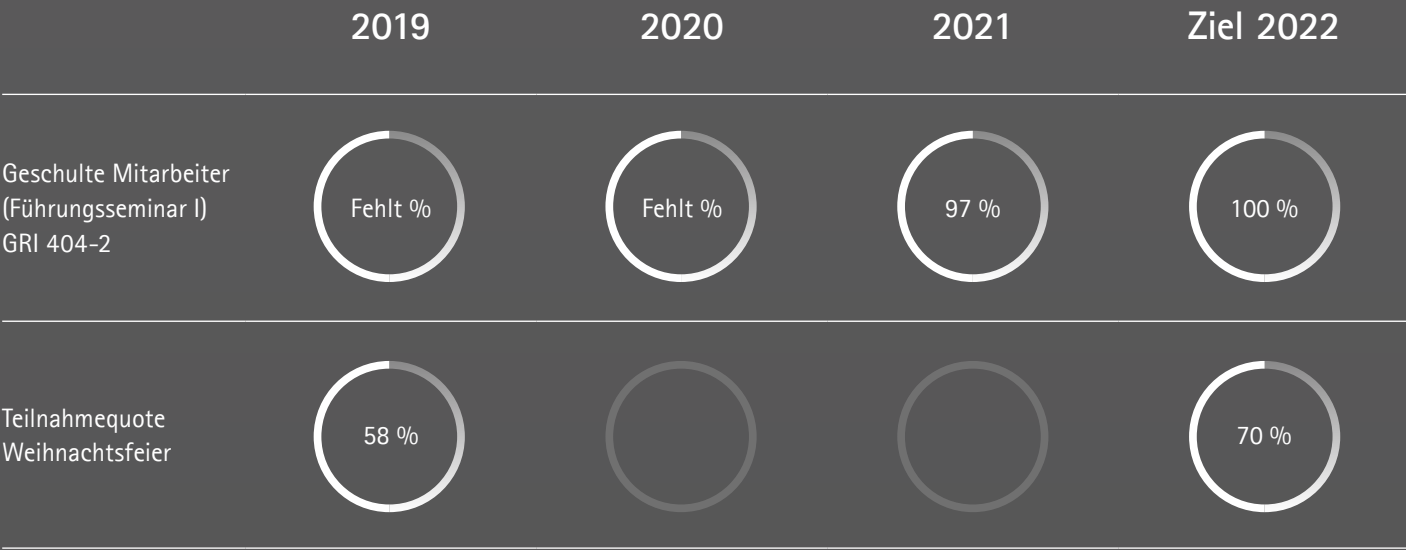 2019 2020 2021 Ziel 2022
Geschulte Mitarbeiter
(Führungsseminar I)
GRI 404-2
Fehlt % Fehlt % 97 % 100 %
Teilnahmequote
Weihnachtsfeier
58 % 70 %